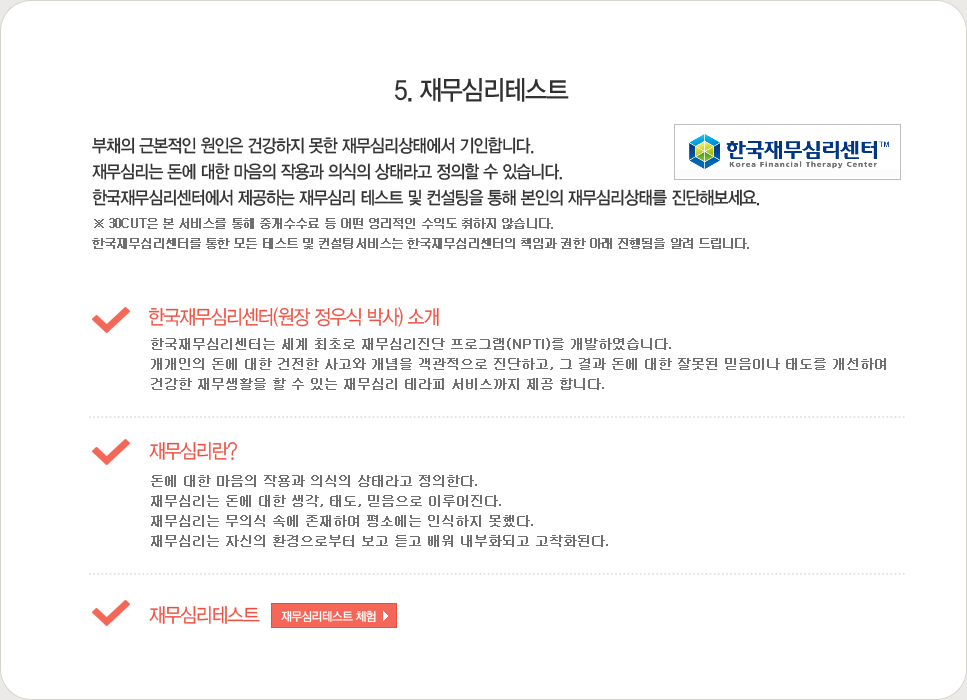 5. 재무심리테스트
부채의 근본적인 원인은 건강하지 못한 재무심리상태에서 기인합니다.
재무심리는 돈에 대한 마음의 작용과 의식의 상태라고 정의할 수 있습니다.
한국재무심리센터에서 제공하는 재무심리 테스트 및 컨설팅을 통해 본인의 재무심리상태를 진단해보세요.
한국재무심리센터™
Korea Financial Therapy Center
※ 30CUT은 본 서비스를 통해 중개수수료 등 어떤 영리적인 수익도 취하지 않습니다.
한국재무심리센터를 통한 모든 테스트 및 컨설팅서비스는 한국재무심리센터의 책임과 권한 아래 진행됨을 알려 드립니다.
한국재무심리센터(원장 정우식 박사) 소개
한국재무심리센터는 세계 최초로 재무심리진단 프로그램(NPTI)을 개발하였습니다.
개개인의 돈에 대한 건전한 사고와 개념을 객관적으로 진단하고, 그 결과 돈에 대한 잘못된 믿음이나 태도를 개선하여
건강한 재무생활을 할 수 있는 재무심리 테라피 서비스까지 제공 합니다.
재무심리란?
돈에 대한 마음의 작용과 의식의 상태라고 정의한다.
재무심리는 돈에 대한 생각, 태도, 믿음으로 이루어진다.
재무심리는 무의식 속에 존재하여 평소에는 인식하지 못했다.
재무심리는 자신의 환경으로부터 보고 듣고 배워 내부화되고 고착화된다.
재무심리테스트
재무심리테스트 체험